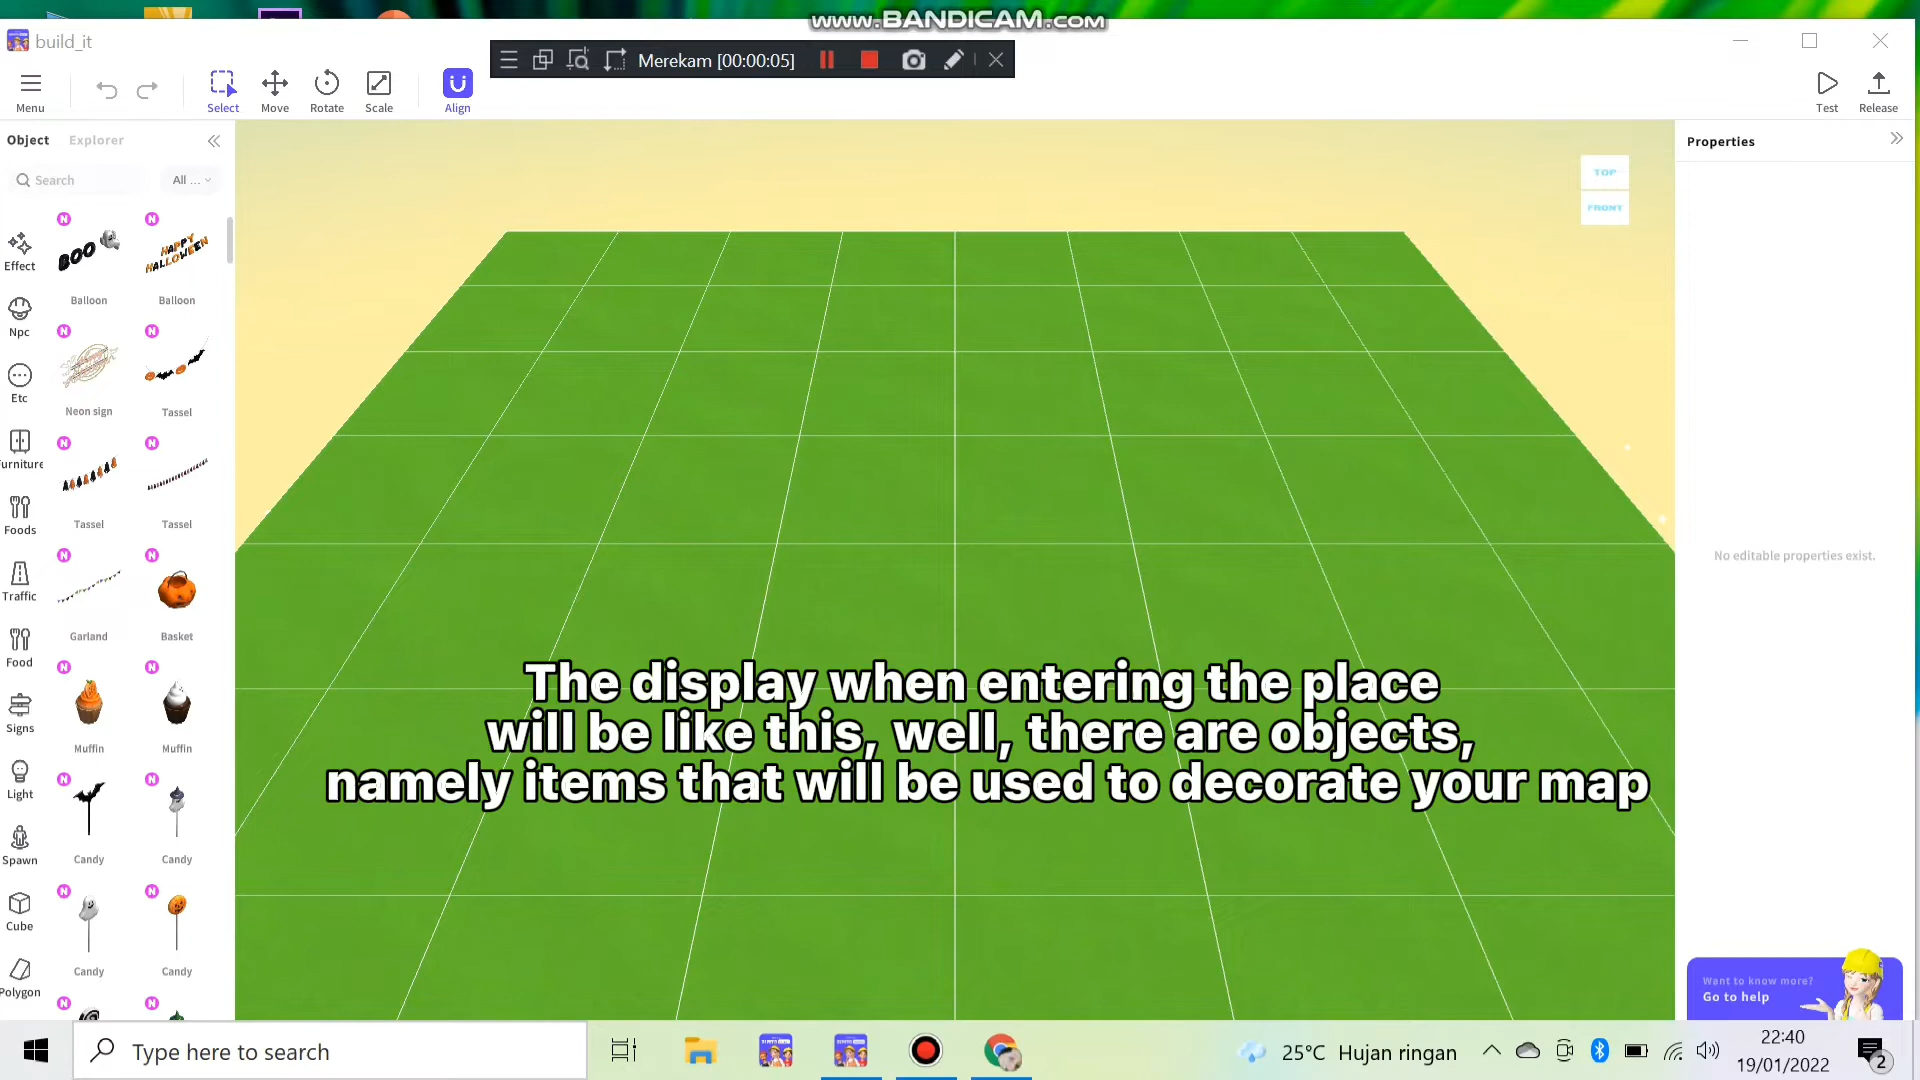 www.BANDICAM.com
build_it
Merekam [00:00:05]
Menu
Select
Move
Rotate
Scale
Align
Test
Release
Object
Explorer
Search
All ...
Properties
TOP
FRONT
Effect
Npc
Etc
urniture
Foods
Traffic
Food
Signs
Light
Spawn
Cube
Polygon
N
N
BOO
HAPPY
HALLOWEEN
Balloon
Balloon
N
N
Neon sign
Tassel
N
N
Tassel
Tassel
N
N
Garland
Basket
N
N
Muffin
Muffin
N
N
Candy
Candy
N
N
Candy
Candy
N
N
No editable properties exist.
The display when entering the place
will be like this, well, there are objects,
namely items that will be used to decorate your map
Want to know more?
Go to help
Type here to search
25°C Hujan ringan
22:40
19/01/2022
2